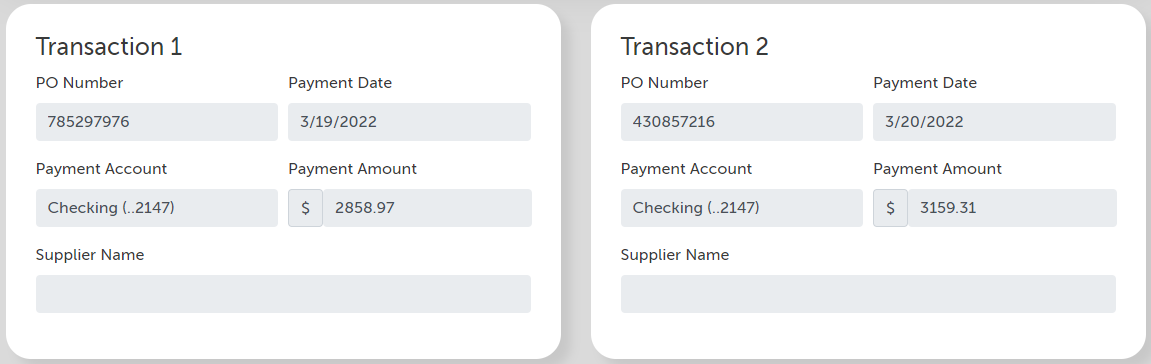 Transaction 1
PO Number Payment Date
785297976 3/19/2022
Payment Account Payment Amount
Checking (..2147) $ 2858.97
Supplier Name
Transaction 2
PO Number Payment Date
430857216 3/20/2022
Payment Account Payment Amount
Checking (..2147) $ 3159.31
Supplier Name